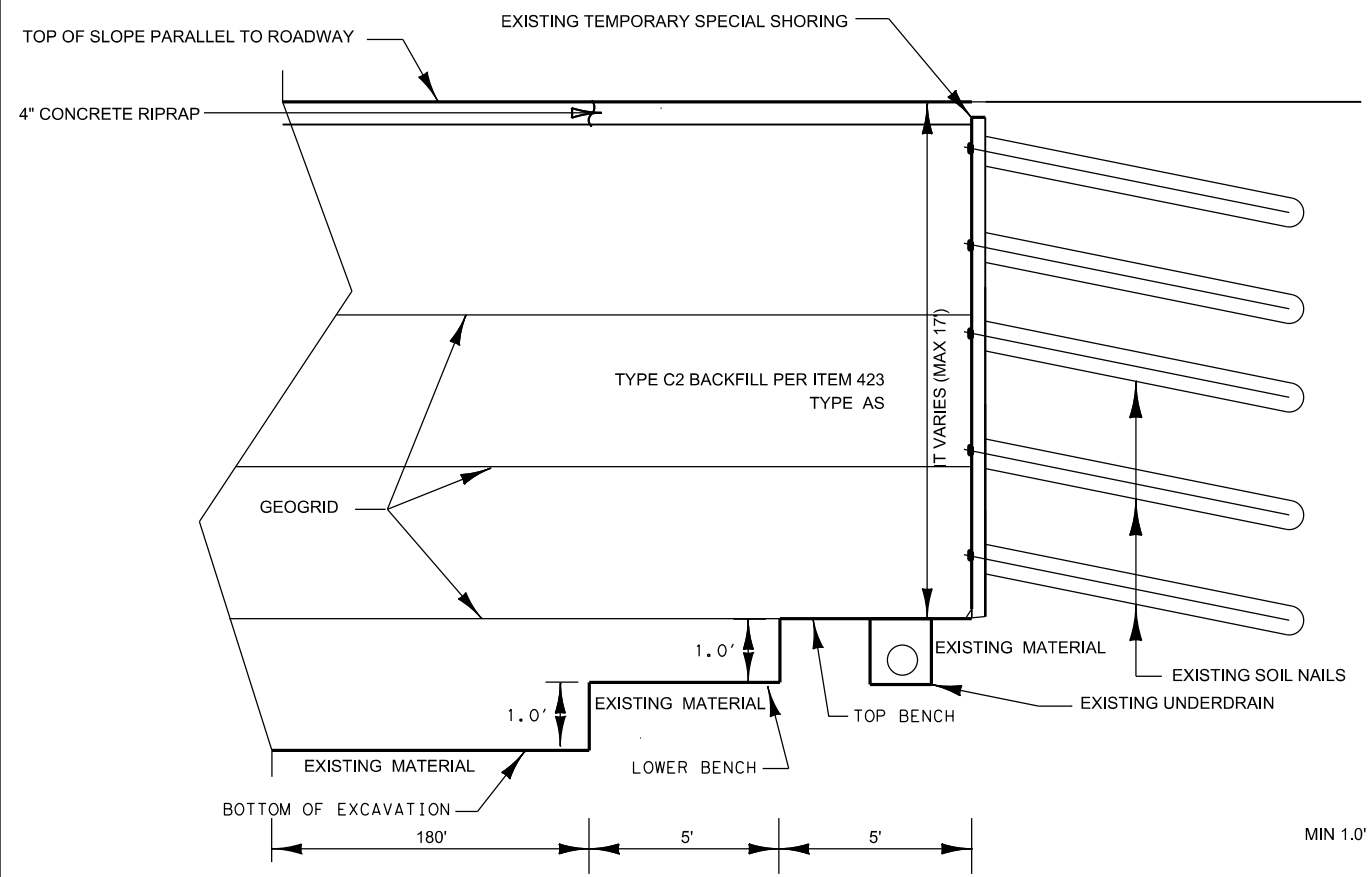 EXISTING TEMPORARY SPECIAL SHORING
TOP OF SLOPE PARALLEL TO ROADWAY
4" CONCRETE RIPRAP
TYPE C2 BACKFILL PER ITEM 423
TYPE AS
IT VARIES (MAX 17')
GEOGRID
1.0'
EXISTING MATERIAL
EXISTING SOIL NAILS
EXISTING MATERIAL
EXISTING UNDERDRAIN
1.0'
TOP BENCH
EXISTING MATERIAL
LOWER BENCH
BOTTOM OF EXCAVATION
180'
5'
5'
MIN 1.0'